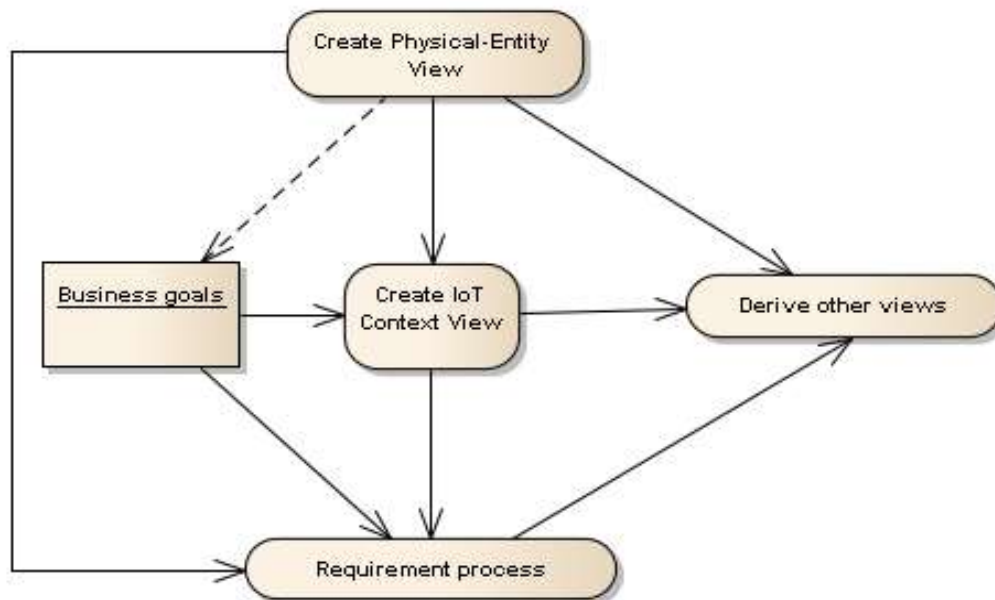 Create Physical-Entity
View
Business goals
Create IoT
Context View
Derive other views
Requirement process